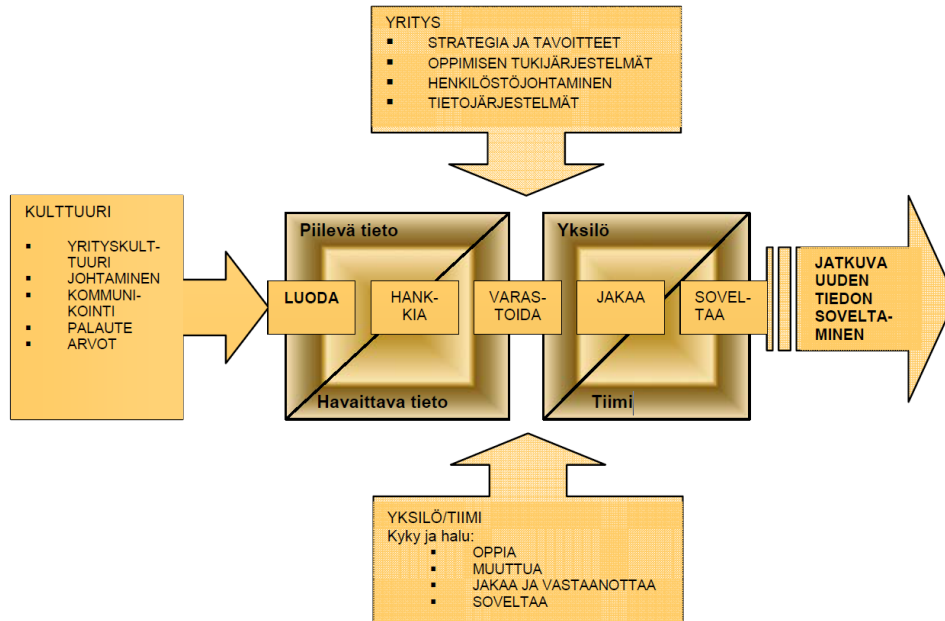 YRITYS
▪ STRATEGIA JA TAVOITTEET
▪ OPPIMISEN TUKIJÄRJESTELMÄT
▪ HENKILÖSTÖJOHTAMINEN
▪ TIETOJÄRJESTELMÄT
KULTTUURI
▪ YRITYSKULT-
TUURI
▪ JOHTAMINEN
▪ KOMMUNI-
KOINTI
▪ PALAUTE
▪ ARVOT
Piilevä tieto
Havaittava tieto
Yksilö
Tiimi
LUODA
HANK-
KIA
VARAS-
TOIDA
JAKAA
SOVEL-
TAA
JATKUVA
UUDEN
TIEDON
SOVELTA-
MINEN
YKSILÖ/TIIMI
Kyky ja halu:
▪ OPPIA
▪ MUUTTUA
▪ JAKAA JA VASTAANOTTAA
▪ SOVELTAA